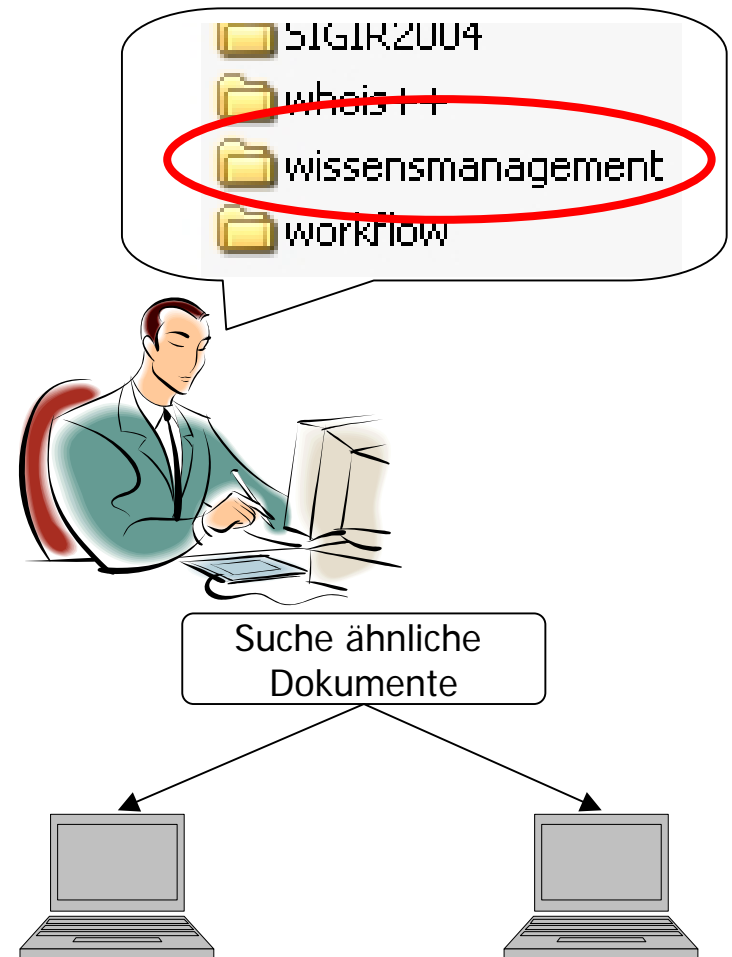 SIGIR2004
whois++
wissensmanagement
workflow
Suche ähnliche
Dokumente